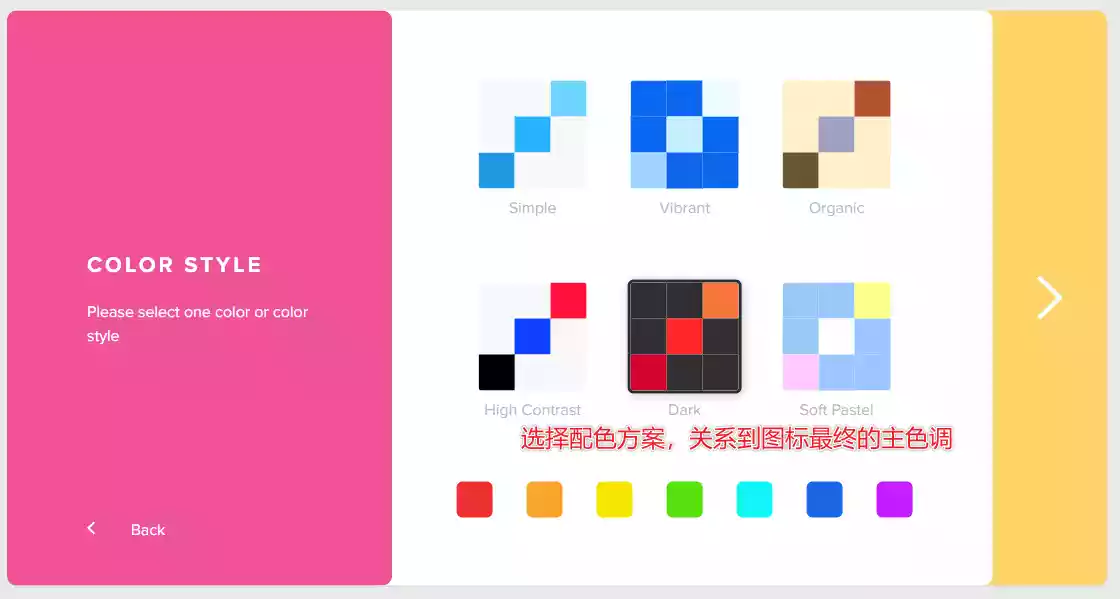 COLOR STYLE
Please select one color or color
style
Back
Simple
Vibrant
Organic
High Contrast
Dark
Soft Pastel
选择配色方案，关系到图标最终的主色调